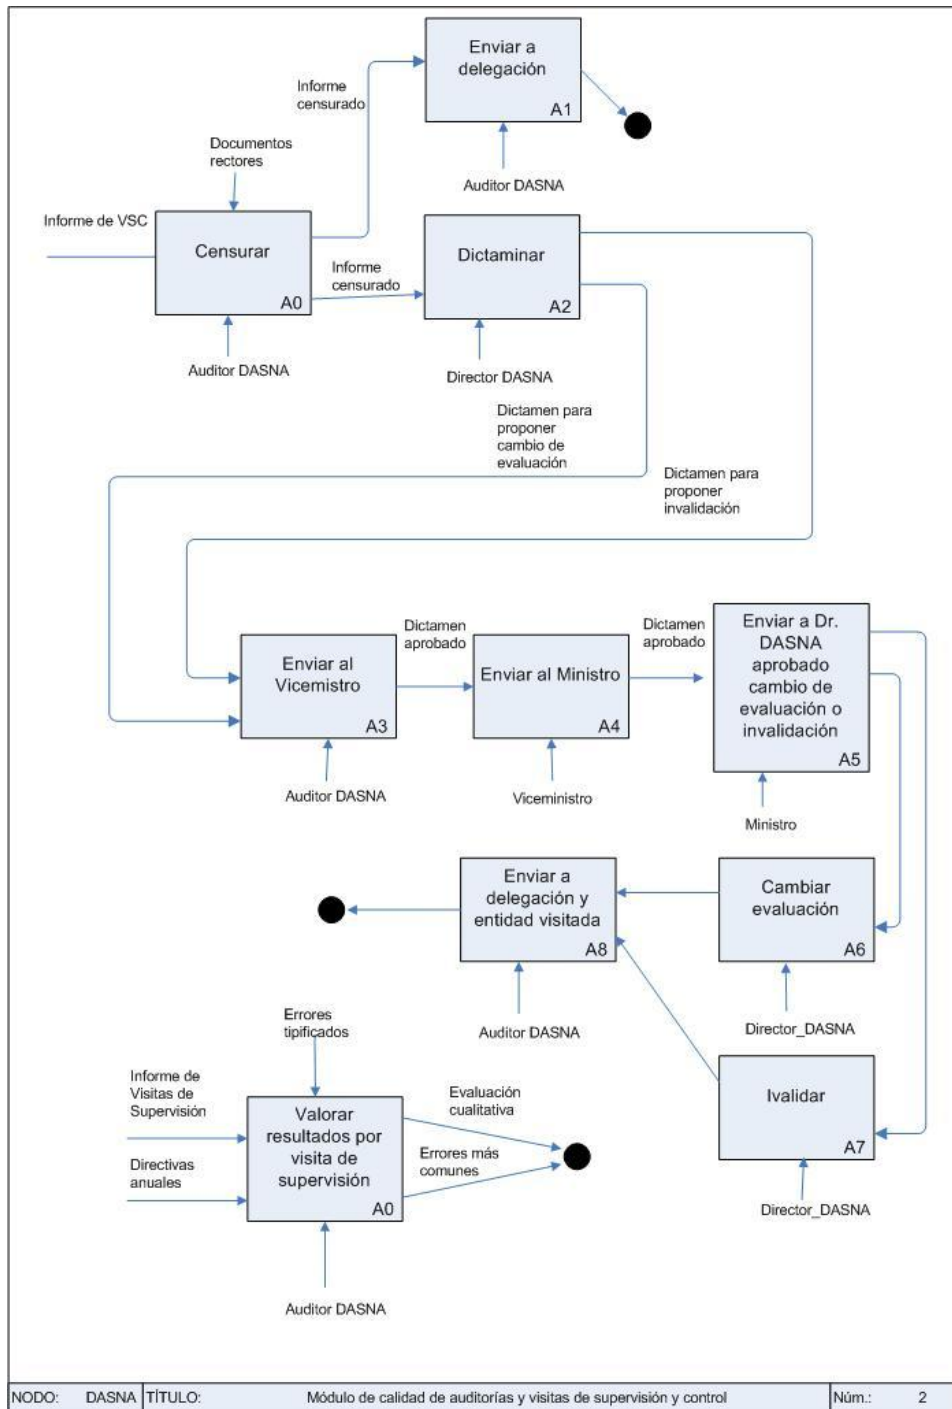 Enviar a
delegación
A1
Informe
censurado
Auditor DASNA
Documentos
rectores
Informe de VSC
Censurar
A0
Informe
censurado
Auditor DASNA
Dictaminar
A2
Director DASNA
Dictamen para
proponer
cambio de
evaluación
Dictamen para
proponer
invalidación
Enviar al
Vicemistro
A3
Auditor DASNA
Dictamen
aprobado
Enviar al Ministro
A4
Viceministro
Dictamen
aprobado
Enviar a Dr.
DASNA
aprobado
cambio de
evaluación o
invalidación
A5
Ministro
Enviar a
delegación y
entidad visitada
A8
Auditor DASNA
Cambiar
evaluación
A6
Director_DASNA
Ivalidar
A7
Director_DASNA
Errores
tipificados
Informe de
Visitas de
Supervisión
Directivas
anuales
Valorar
resultados por
visita de
supervisión
A0
Evaluación
cualitativa
Errores más
comunes
Auditor DASNA
NODO: DASNA TÍTULO: Módulo de calidad de auditorías y visitas de supervisión y control Núm.: 2